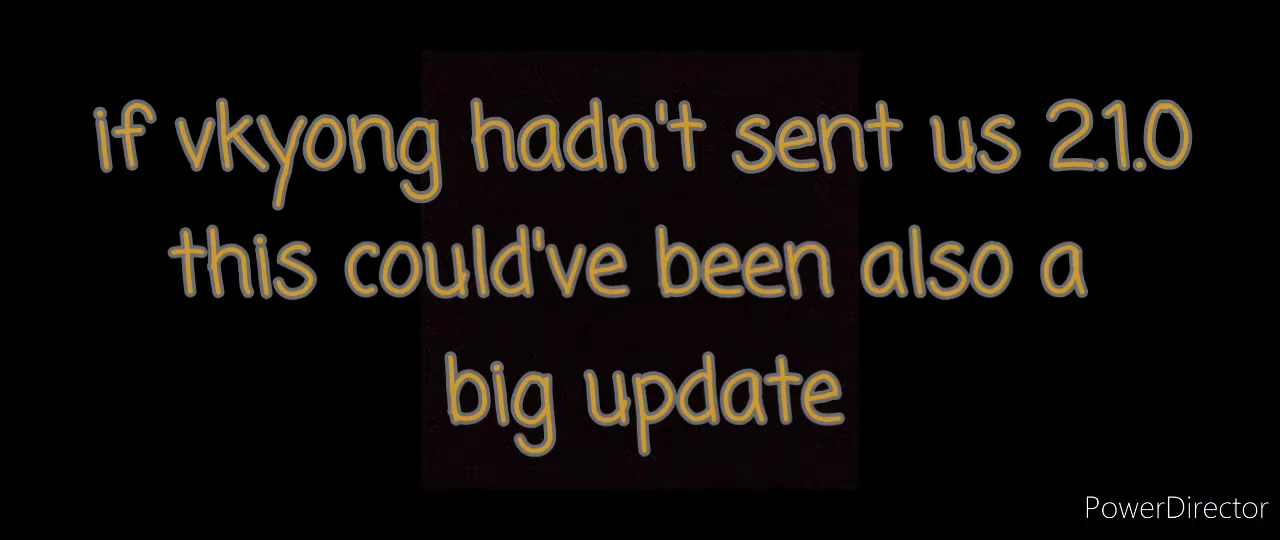 if vkyong hadn't sent us 2.1.0
this could've been also a
big update
PowerDirector